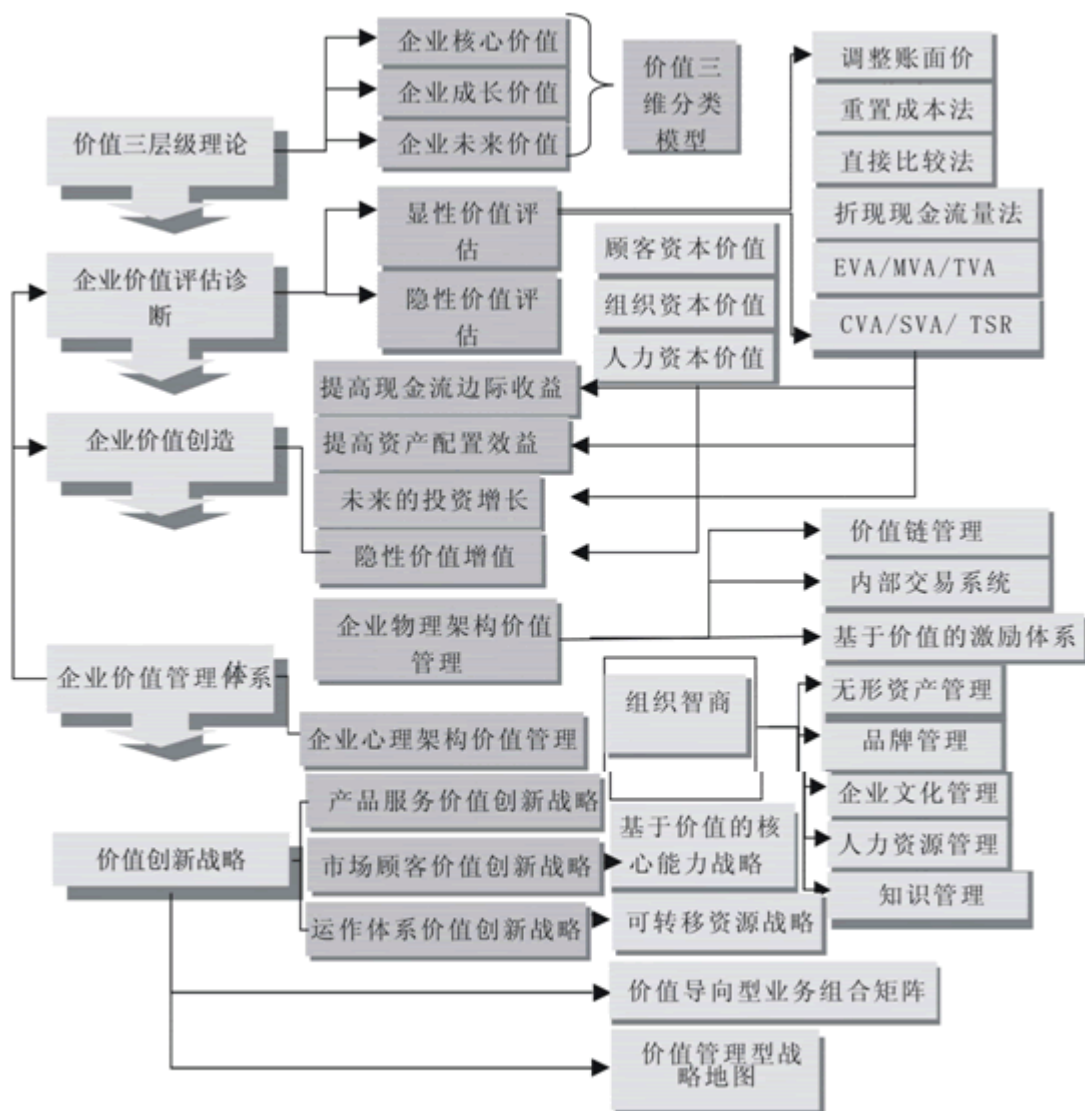 企业核心价值
企业成长价值
企业未来价值
价值三
维分类
模型
调整账面价
重置成本法
直接比较法
折现现金流量法
EVA/MVA/TVA
CVA/SVA/ TSR
价值三层级理论
显性价值评
估
隐性价值评
估
顾客资本价值
组织资本价值
人力资本价值
企业价值评估诊
断
提高现金流边际收益
提高资产配置效益
未来的投资增长
隐性价值增值
企业价值创造
企业物理架构价值
管理
价值链管理
内部交易系统
基于价值的激励体系
企业价值管理体系
企业心理架构价值管理
组织智商
无形资产管理
品牌管理
企业文化管理
人力资源管理
知识管理
产品服务价值创新战略
市场顾客价值创新战略
运作体系价值创新战略
基于价值的核
心能力战略
可转移资源战略
价值创新战略
价值导向型业务组合矩阵
价值管理型战
略地图